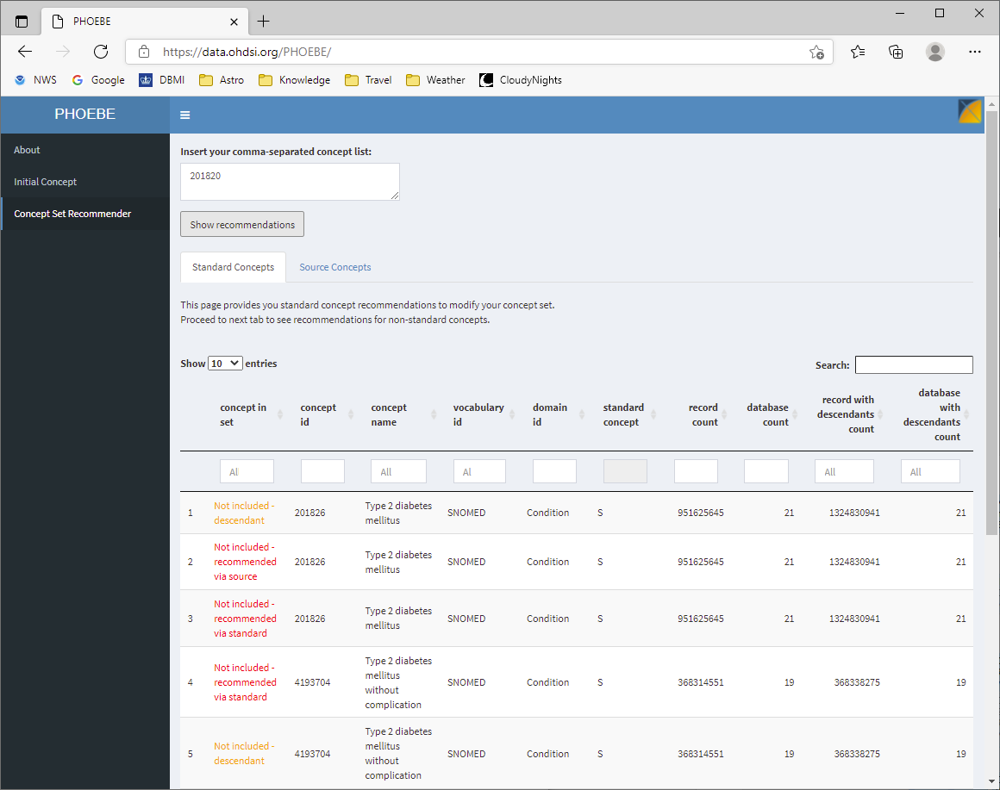 PHOEBE
https://data.ohdsi.org/PHOEBE/
NWS Google DBMI Astro Knowledge Travel Weather CloudyNights
PHOEBE
About
Initial Concept
Concept Set Recommender
Insert your comma-separated concept list:
201820
Show recommendations
Standard Concepts Source Concepts
This page provides you standard concept recommendations to modify your concept set.
Proceed to next tab to see recommendations for non-standard concepts.
Show 10 entries
Search:
concept in
set
concept
id
concept
name
vocabulary
id
domain
id
standard
concept
record
count
database
count
record with
descendants
count
database
with
descendants
count
All All Al All All
1
Not included -
descendant
201826
Type 2 diabetes
mellitus
SNOMED Condition S 951625645 21 1324830941 21
2
Not included -
recommended
via source
201826
Type 2 diabetes
mellitus
SNOMED Condition S 951625645 21 1324830941 21
3
Not included -
recommended
via standard
201826
Type 2 diabetes
mellitus
SNOMED Condition S 951625645 21 1324830941 21
4
Not included -
recommended
via standard
4193704
Type 2 diabetes
mellitus
without
complication
SNOMED Condition S 368314551 19 368338275 19
5
Not included -
descendant
4193704
Type 2 diabetes
mellitus
without
complication
SNOMED Condition S 368314551 19 368338275 19